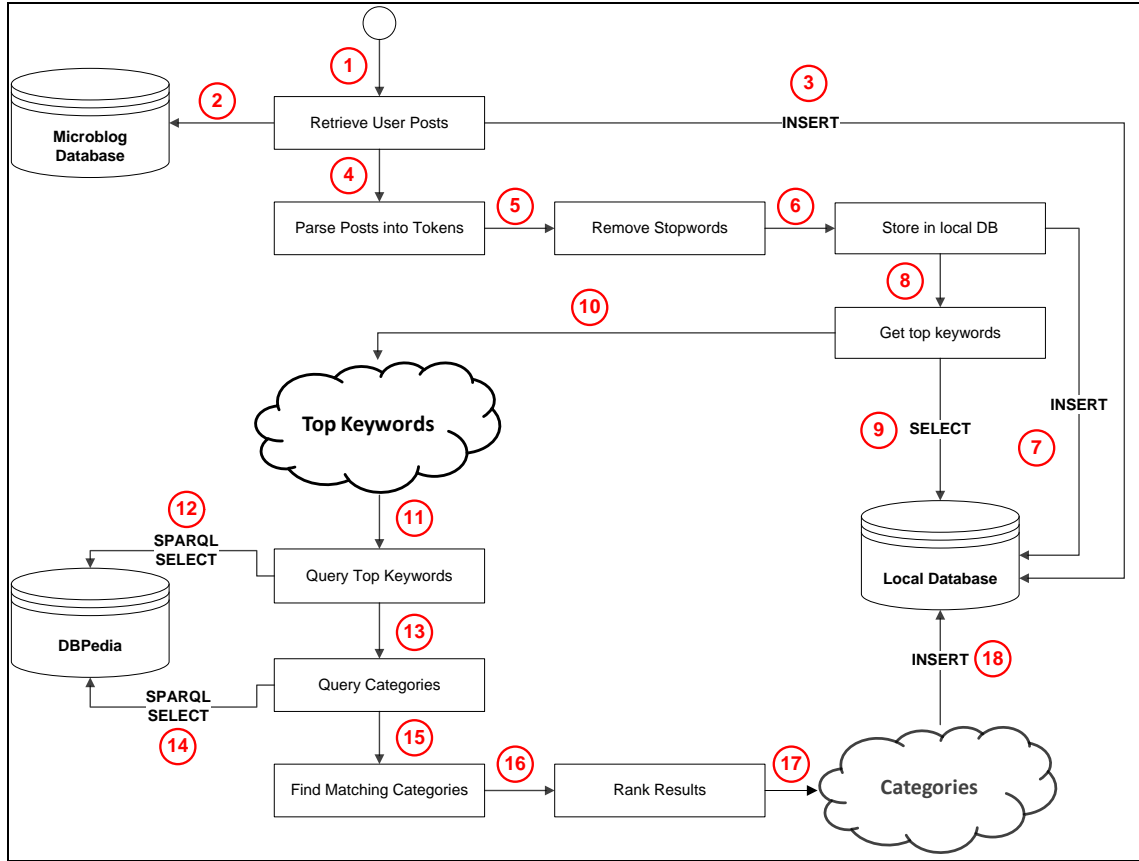 1
2
3
Microblog
Database
Retrieve User Posts
INSERT
4
5
6
Parse Posts into Tokens
Remove Stopwords
Store in local DB
8
10
Get top keywords
Top Keywords
INSERT
9
SELECT
7
12
11
SPARQL
SELECT
Query Top Keywords
Local Database
DBPedia
13
INSERT
18
Query Categories
SPARQL
SELECT
14
15
16
17
Find Matching Categories
Rank Results
Categories